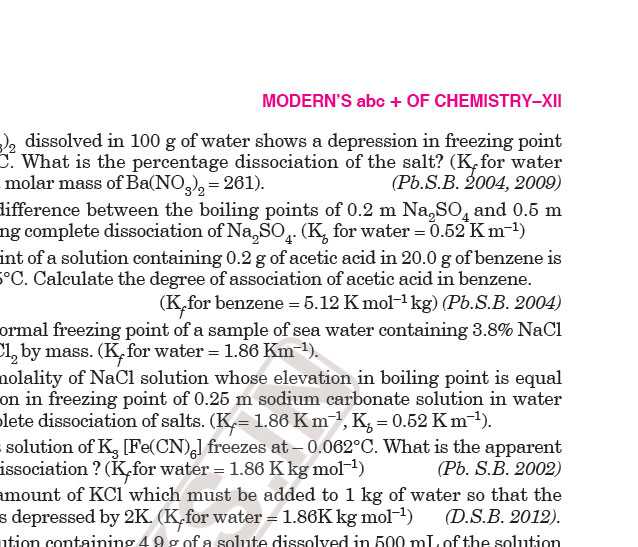 MODERN'S abc + OF CHEMISTRY–XII
)₂ dissolved in 100 g of water shows a depression in freezing point
C. What is the percentage dissociation of the salt? (K_f for water
molar mass of Ba(NO₃)₂ = 261). (Pb.S.B. 2004, 2009)
difference between the boiling points of 0.2 m Na₂SO₄ and 0.5 m
ng complete dissociation of Na₂SO₄. (K_b for water = 0.52 K m⁻¹)
int of a solution containing 0.2 g of acetic acid in 20.0 g of benzene is
°C. Calculate the degree of association of acetic acid in benzene.
(K_f for benzene = 5.12 K mol⁻¹ kg) (Pb.S.B. 2004)
ormal freezing point of a sample of sea water containing 3.8% NaCl
Cl₂ by mass. (K_f for water = 1.86 Km⁻¹).
molality of NaCl solution whose elevation in boiling point is equal
on in freezing point of 0.25 m sodium carbonate solution in water
plete dissociation of salts. (K_f = 1.86 K m⁻¹, K_b = 0.52 K m⁻¹).
s solution of K₃ [Fe(CN)₆] freezes at – 0.062°C. What is the apparent
issociation ? (K_f for water = 1.86 K kg mol⁻¹) (Pb. S.B. 2002)
amount of KCl which must be added to 1 kg of water so that the
s depressed by 2K. (K_f for water = 1.86K kg mol⁻¹) (D.S.B. 2012).
ution containing 4.9 g of a solute dissolved in 500 mL of the solution